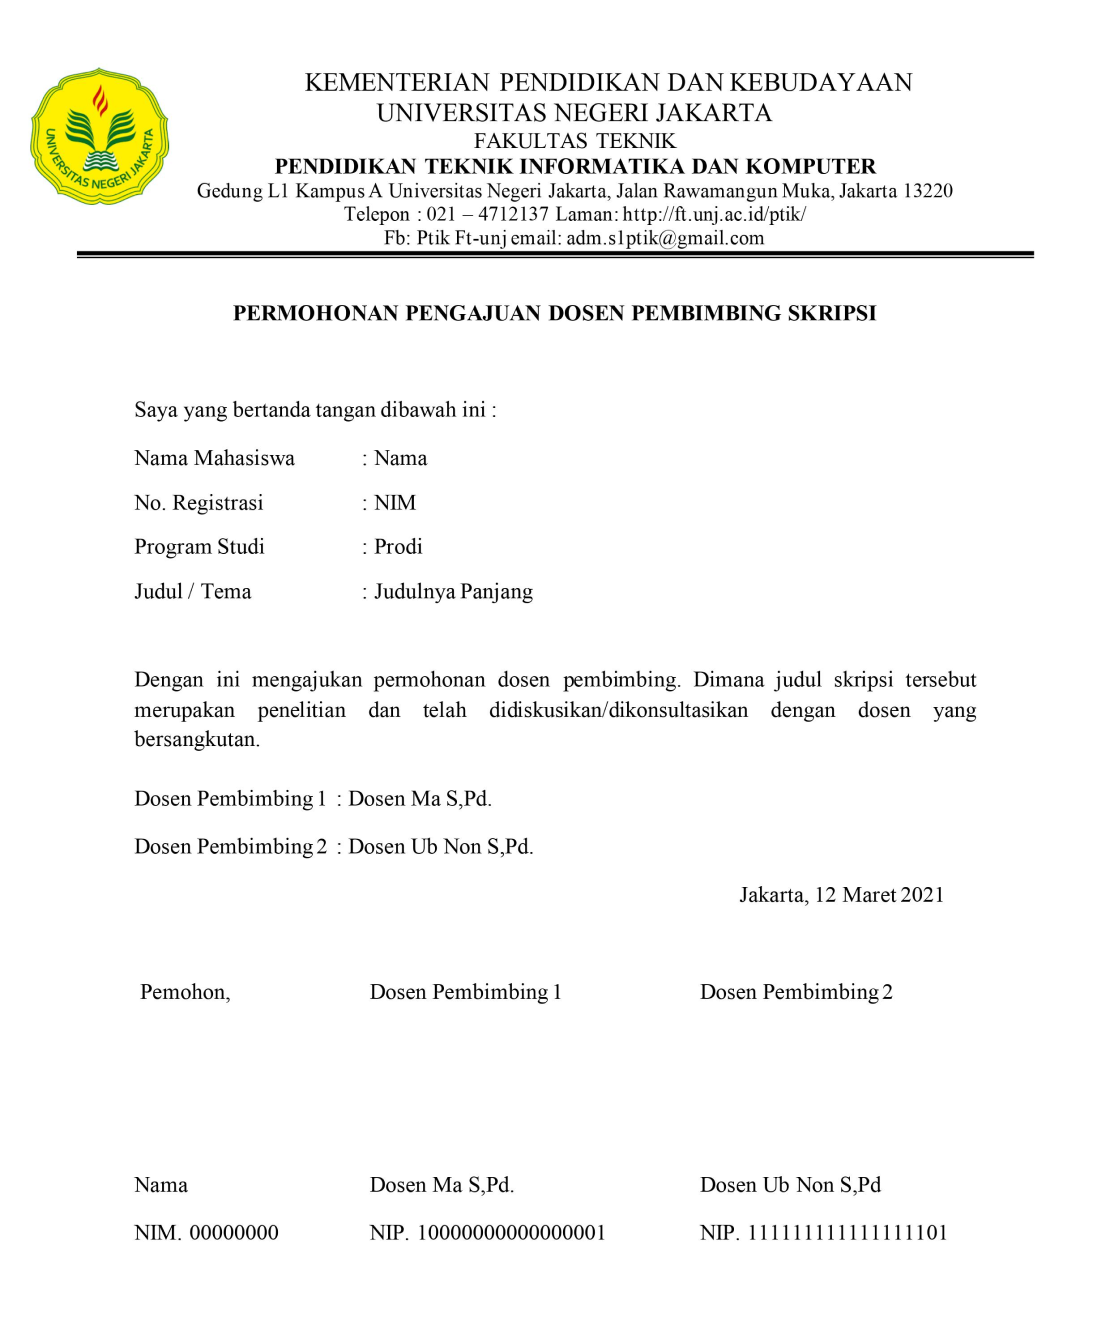 UNIVERSITAS NEGERI JAKARTA
KEMENTERIAN PENDIDIKAN DAN KEBUDAYAAN
UNIVERSITAS NEGERI JAKARTA
FAKULTAS TEKNIK
PENDIDIKAN TEKNIK INFORMATIKA DAN KOMPUTER
Gedung L1 Kampus A Universitas Negeri Jakarta, Jalan Rawamangun Muka, Jakarta 13220
Telepon : 021 – 4712137 Laman: http://ft.unj.ac.id/ptik/
Fb: Ptik Ft-unj email: adm.s1ptik@gmail.com
PERMOHONAN PENGAJUAN DOSEN PEMBIMBING SKRIPSI
Saya yang bertanda tangan dibawah ini :
Nama Mahasiswa : Nama
No. Registrasi : NIM
Program Studi : Prodi
Judul / Tema : Judulnya Panjang
Dengan ini mengajukan permohonan dosen pembimbing. Dimana judul skripsi tersebut
merupakan penelitian dan telah didiskusikan/dikonsultasikan dengan dosen yang
bersangkutan.
Dosen Pembimbing 1 : Dosen Ma S,Pd.
Dosen Pembimbing 2 : Dosen Ub Non S,Pd.
Jakarta, 12 Maret 2021
Pemohon, Dosen Pembimbing 1 Dosen Pembimbing 2
Nama Dosen Ma S,Pd. Dosen Ub Non S,Pd
NIM. 00000000 NIP. 10000000000000001 NIP. 111111111111111101